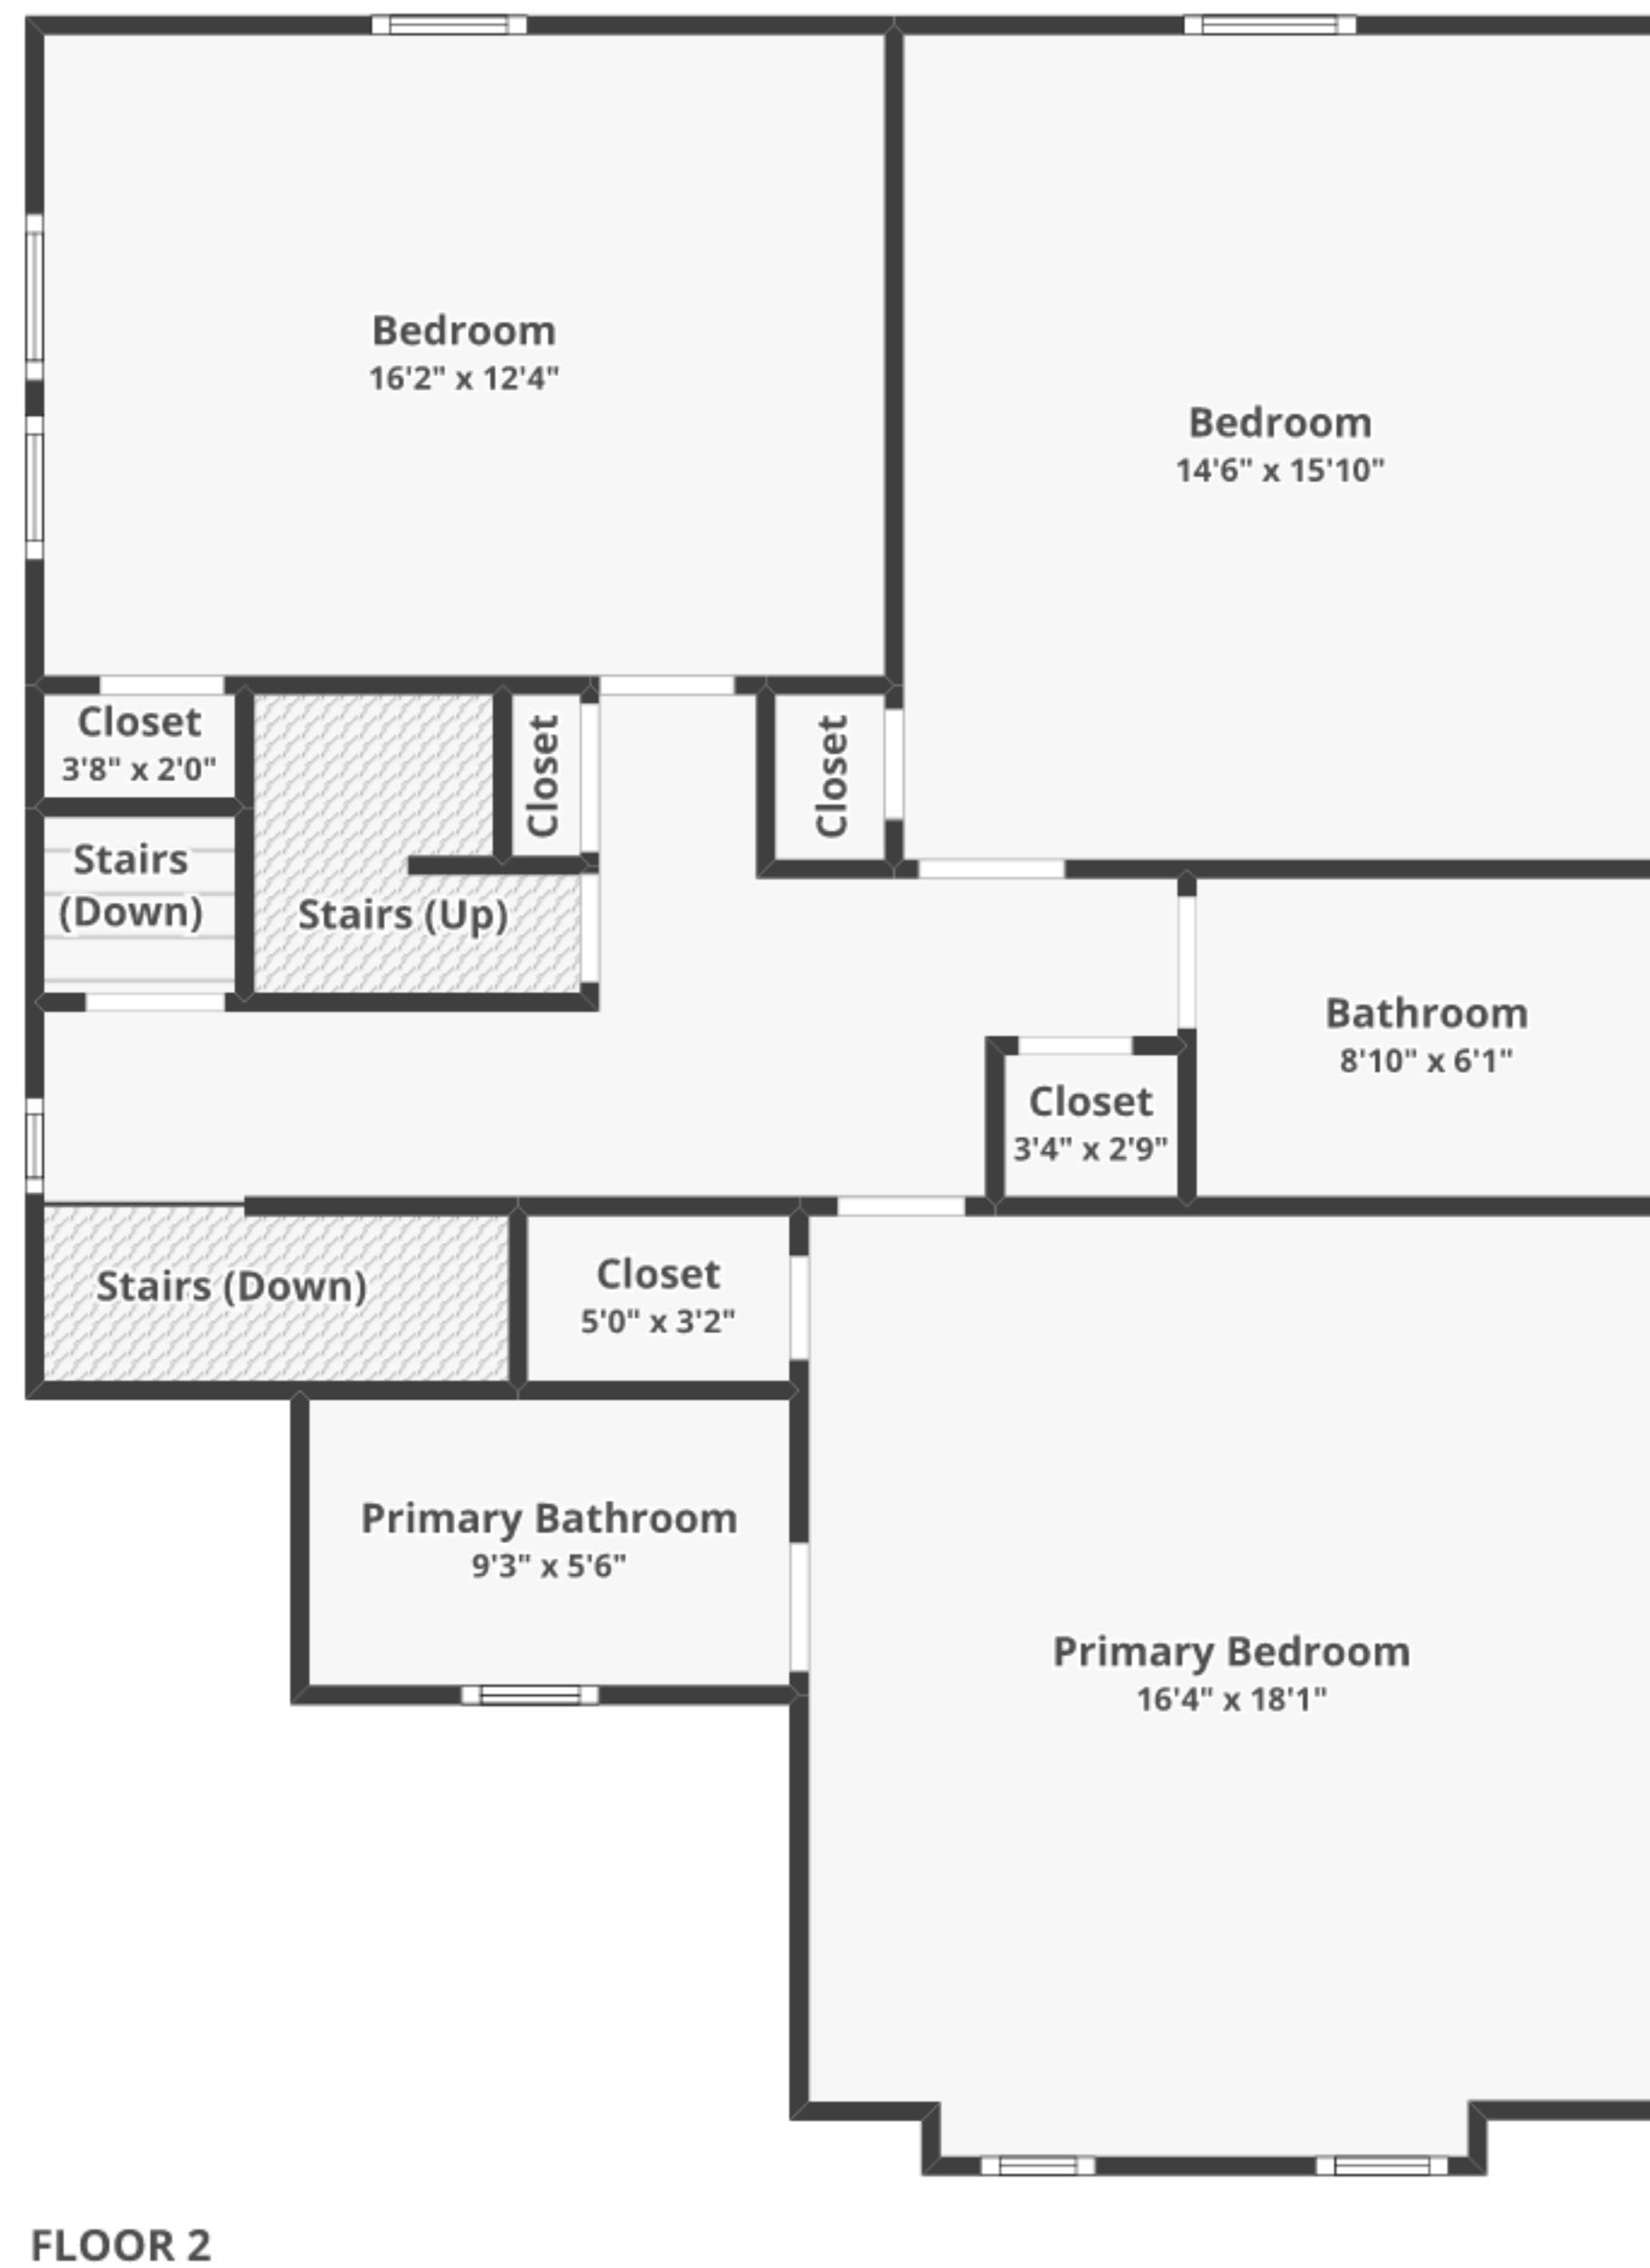 Bedroom
16'2" x 12'4"
Bedroom
14'6" x 15'10"
Closet
3'8" x 2'0"
Closet
Closet
Stairs
(Down)
Stairs (Up)
Bathroom
8'10" x 6'1"
Closet
3'4" x 2'9"
Stairs (Down)
Closet
5'0" x 3'2"
Primary Bathroom
9'3" x 5'6"
Primary Bedroom
16'4" x 18'1"
FLOOR 2